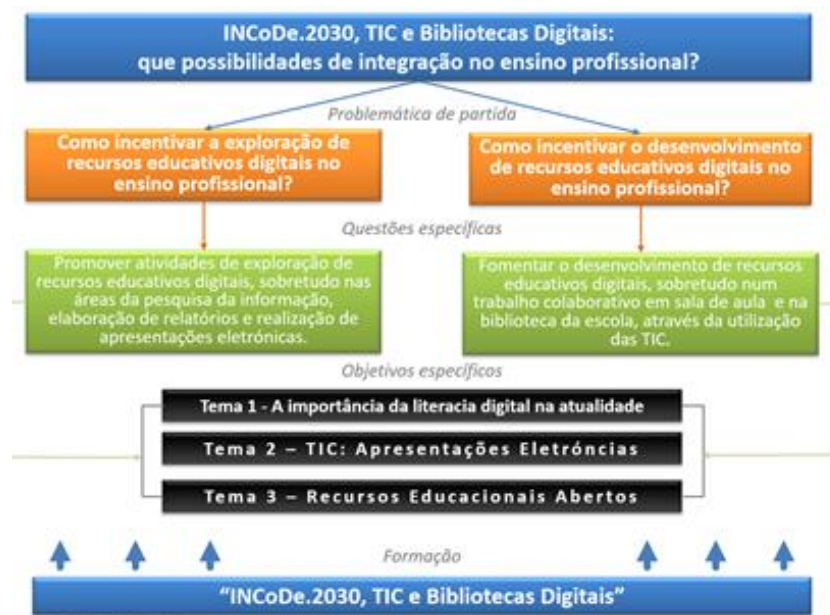 INCoDe.2030, TIC e Bibliotecas Digitais:
que possibilidades de integração no ensino profissional?
Problemática de partida
Como incentivar a exploração de
recursos educativos digitais no
ensino profissional?
Como incentivar o desenvolvimento
de recursos educativos digitais no
ensino profissional?
Questões específicas
Promover atividades de exploração de
recursos educativos digitais, sobretudo nas
áreas da pesquisa da informação,
elaboração de relatórios e realização de
apresentações eletrónicas.
Fomentar o desenvolvimento de recursos
educativos digitais, sobretudo num
trabalho colaborativo em sala de aula e na
biblioteca da escola, através da utilização
das TIC.
Objetivos específicos
Tema 1 - A importância da literacia digital na atualidade
Tema 2 – TIC: Apresentações Eletróncias
Tema 3 – Recursos Educacionais Abertos
Formação
“INCoDe.2030, TIC e Bibliotecas Digitais”